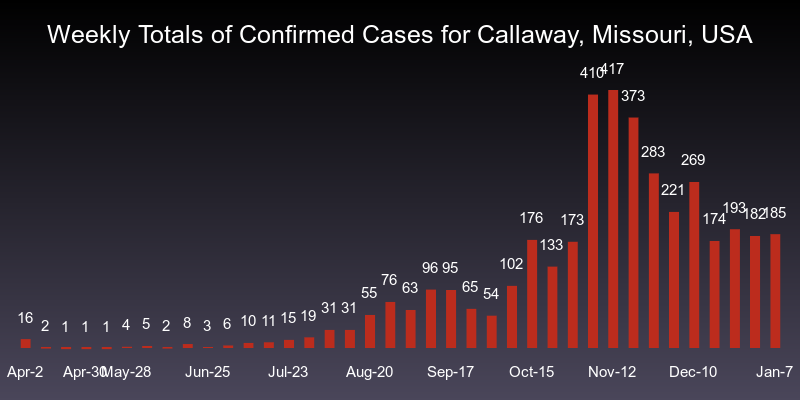 Weekly Totals of Confirmed Cases for Callaway, Missouri, USA
16 2 1 1 1 4 5 2 8 3 6 10 11 15 19 31 31 55 76 63 96 95 65 54 102 176 133 173 410 417 373 283 221 269 174 193 182 185
Apr-2 Apr-30 May-28 Jun-25 Jul-23 Aug-20 Sep-17 Oct-15 Nov-12 Dec-10 Jan-7